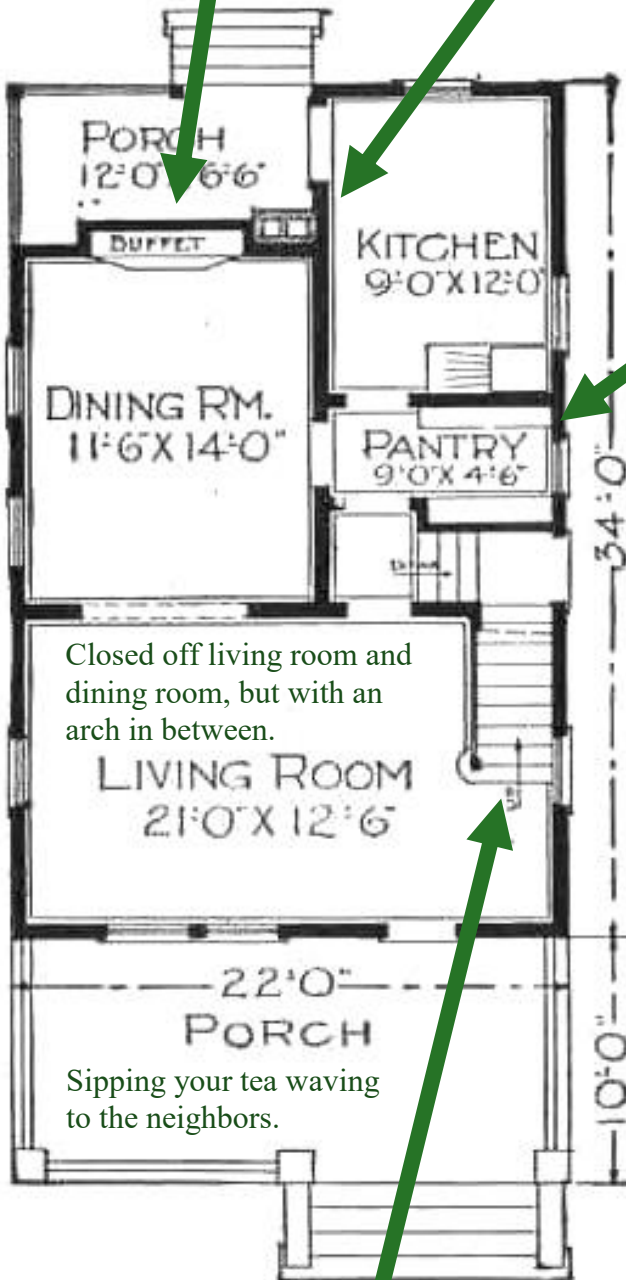 PORCH
12'-0" X 6'-6"
BUFFET
KITCHEN
9'-0" X 12'-0"
DINING R'M.
11'-6" X 14'-0"
PANTRY
9'-0" X 4'-6"
34'-0"
Closed off living room and
dining room, but with an
arch in between.
LIVING ROOM
21'-0" X 12'-6"
22'-0"
PORCH
Sipping your tea waving
to the neighbors.
10'-0"